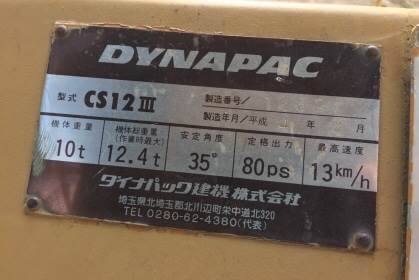 DYNAPAC
型式 CS12Ⅲ 製造番号/
製造年月/平成 年 月
機体重量 機体総重量(作業時最大) 安定角度 定格出力 最高速度
10t 12.4t 35° 80ps 13km/h
ダイナパック建機株式会社
埼玉県北埼玉郡北川辺町栄中道北320
TEL 0280-62-4380(代表)